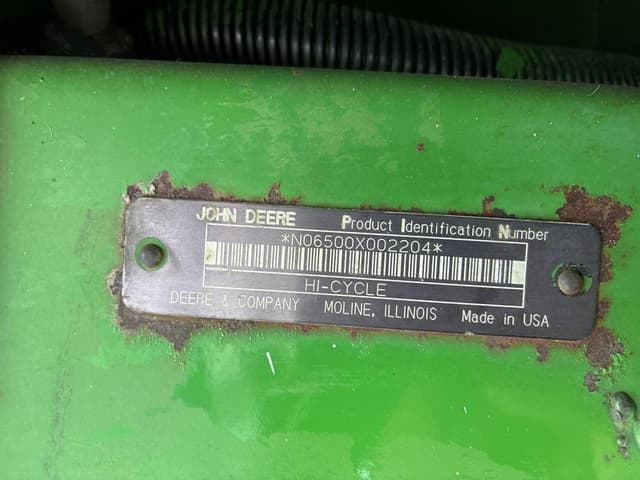 JOHN DEERE Product Identification Number
*N06500X002204*
HI-CYCLE
DEERE & COMPANY MOLINE, ILLINOIS Made in USA